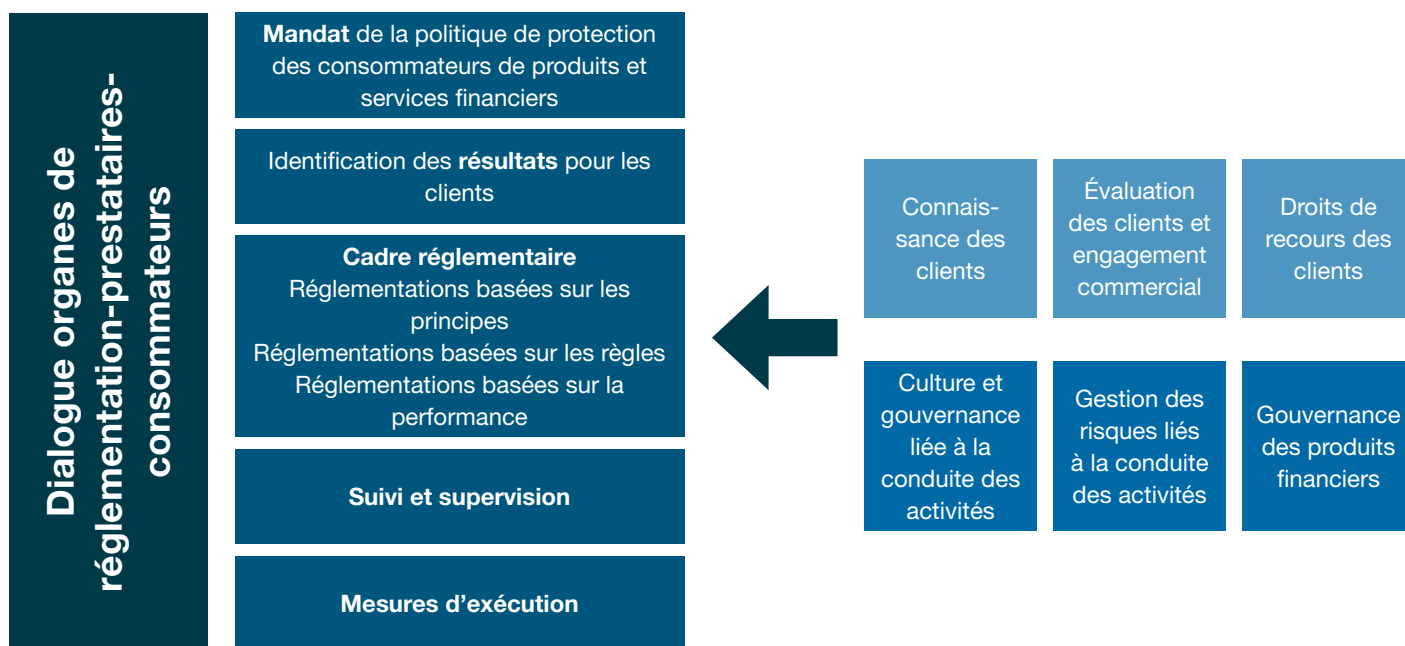 Dialogue organes de
réglementation-prestataires-
consommateurs
Mandat de la politique de protection
des consommateurs de produits et
services financiers
Identification des résultats pour les
clients
Cadre réglementaire
Réglementations basées sur les
principes
Réglementations basées sur les règles
Réglementations basées sur la
performance
Suivi et supervision
Mesures d’exécution
Connais-
sance des
clients
Évaluation
des clients et
engagement
commercial
Droits de
recours des
clients
Culture et
gouvernance
liée à la
conduite des
activités
Gestion des
risques liés
à la conduite
des activités
Gouvernance
des produits
financiers